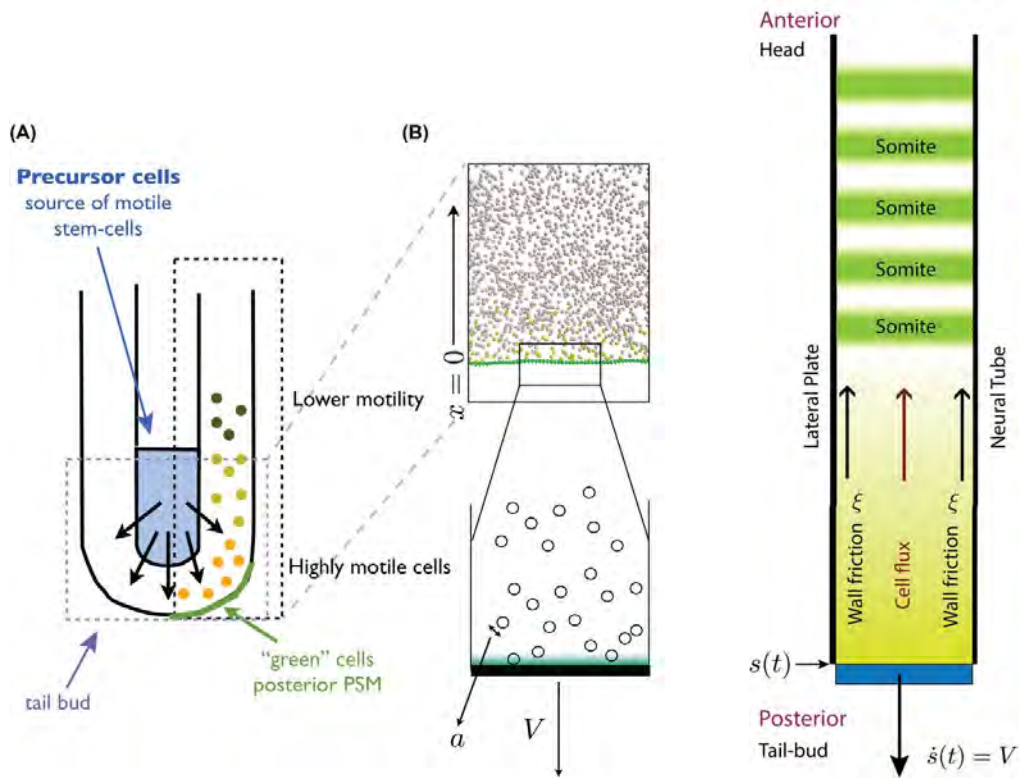 (A)
Precursor cells
source of motile
stem-cells
Lower motility
Highly motile cells
"green" cells
posterior PSM
tail bud
(B)
x = 0
a
V
Anterior
Head
Somite
Somite
Somite
Somite
Lateral Plate
Neural Tube
ξ
Wall friction
Cell flux
ξ
Wall friction
s(t)
Posterior
Tail-bud
ṡ(t) = V